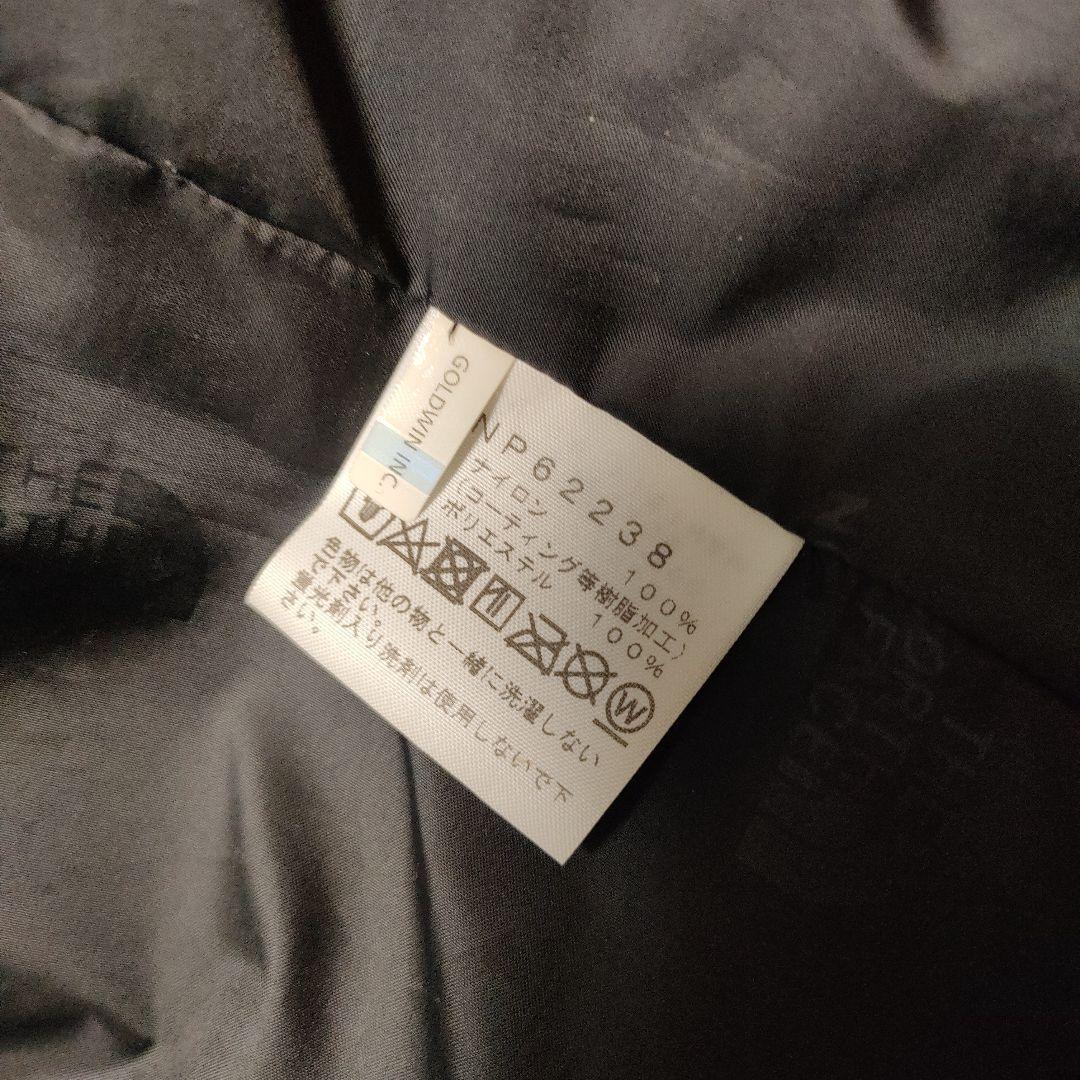 GOLDWIN INC.
NP62238
ナイロン 100%
(コーティング等樹脂加工)
ポリエステル 100%
W
色物は他の物と一緒に洗濯しない
で下さい。
蛍光剤入り洗剤は使用しないで下
さい。